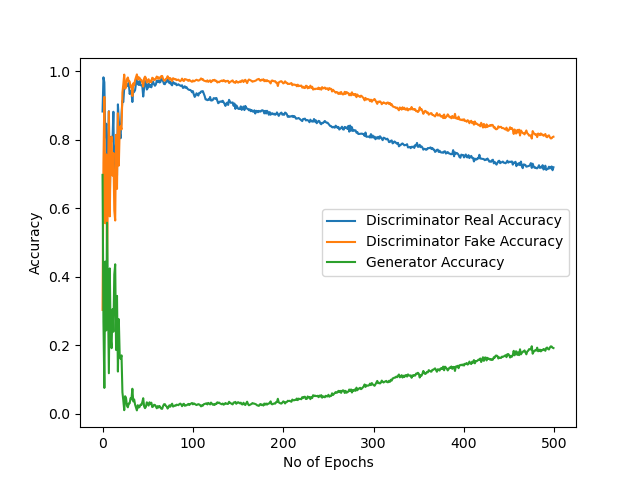 1.0
0.8
0.6
0.4
0.2
0.0
Accuracy
Discriminator Real Accuracy
Discriminator Fake Accuracy
Generator Accuracy
0 100 200 300 400 500
No of Epochs